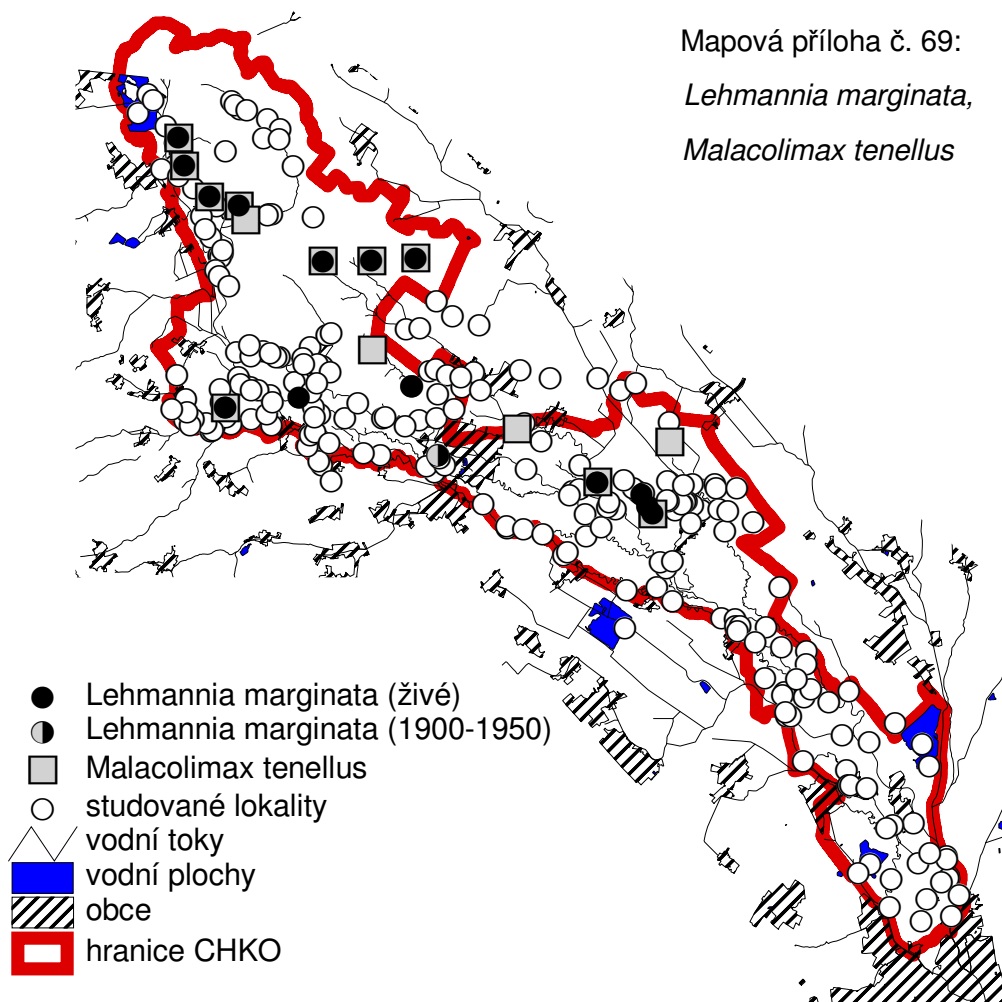 Mapová příloha č. 69:
Lehmannia marginata,
Malacolimax tenellus
Lehmannia marginata (živé)
Lehmannia marginata (1900-1950)
Malacolimax tenellus
studované lokality
vodní toky
vodní plochy
obce
hranice CHKO